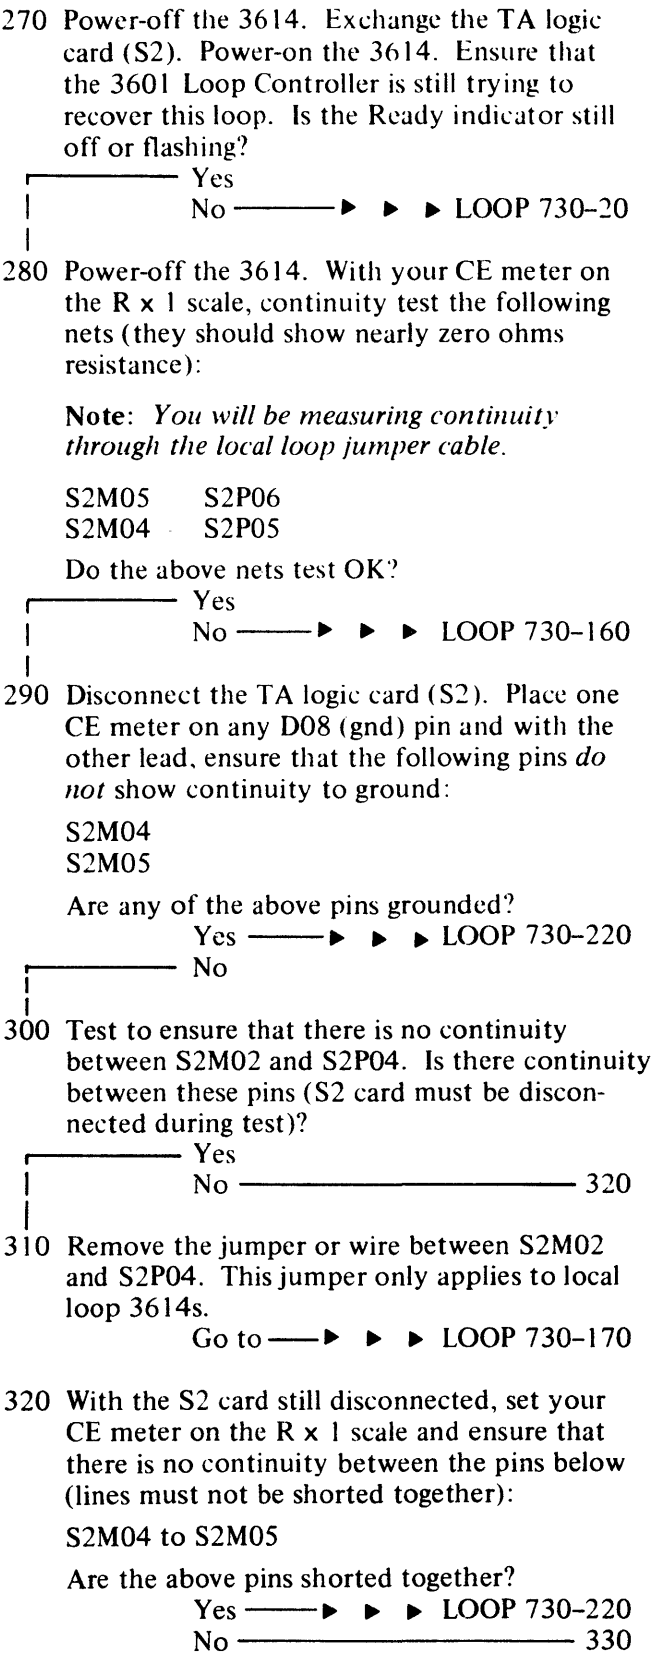 270 Power-off the 3614. Exchange the TA logic
card (S2). Power-on the 3614. Ensure that
the 3601 Loop Controller is still trying to
recover this loop. Is the Ready indicator still
off or flashing?
Yes
No ▶ ▶ ▶ LOOP 730–20
280 Power-off the 3614. With your CE meter on
the R x 1 scale, continuity test the following
nets (they should show nearly zero ohms
resistance):
Note: You will be measuring continuity
through the local loop jumper cable.
S2M05 S2P06
S2M04 S2P05
Do the above nets test OK?
Yes
No ▶ ▶ ▶ LOOP 730–160
290 Disconnect the TA logic card (S2). Place one
CE meter on any D08 (gnd) pin and with the
other lead, ensure that the following pins do
not show continuity to ground:
S2M04
S2M05
Are any of the above pins grounded?
Yes ▶ ▶ ▶ LOOP 730–220
No
300 Test to ensure that there is no continuity
between S2M02 and S2P04. Is there continuity
between these pins (S2 card must be discon-
nected during test)?
Yes
No 320
310 Remove the jumper or wire between S2M02
and S2P04. This jumper only applies to local
loop 3614s.
Go to ▶ ▶ ▶ LOOP 730–170
320 With the S2 card still disconnected, set your
CE meter on the R x 1 scale and ensure that
there is no continuity between the pins below
(lines must not be shorted together):
S2M04 to S2M05
Are the above pins shorted together?
Yes ▶ ▶ ▶ LOOP 730–220
No 330